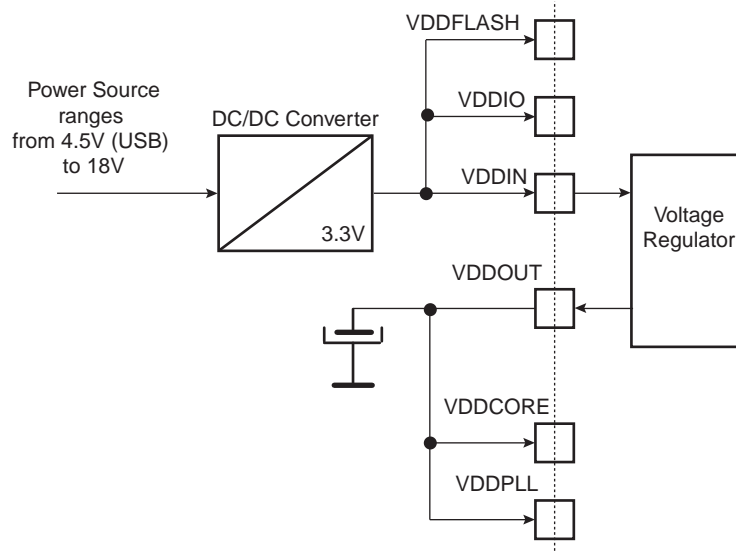 VDDFLASH
Power Source
ranges
from 4.5V (USB)
to 18V
DC/DC Converter
VDDIO
VDDIN
3.3V
Voltage
Regulator
VDDOUT
VDDCORE
VDDPLL